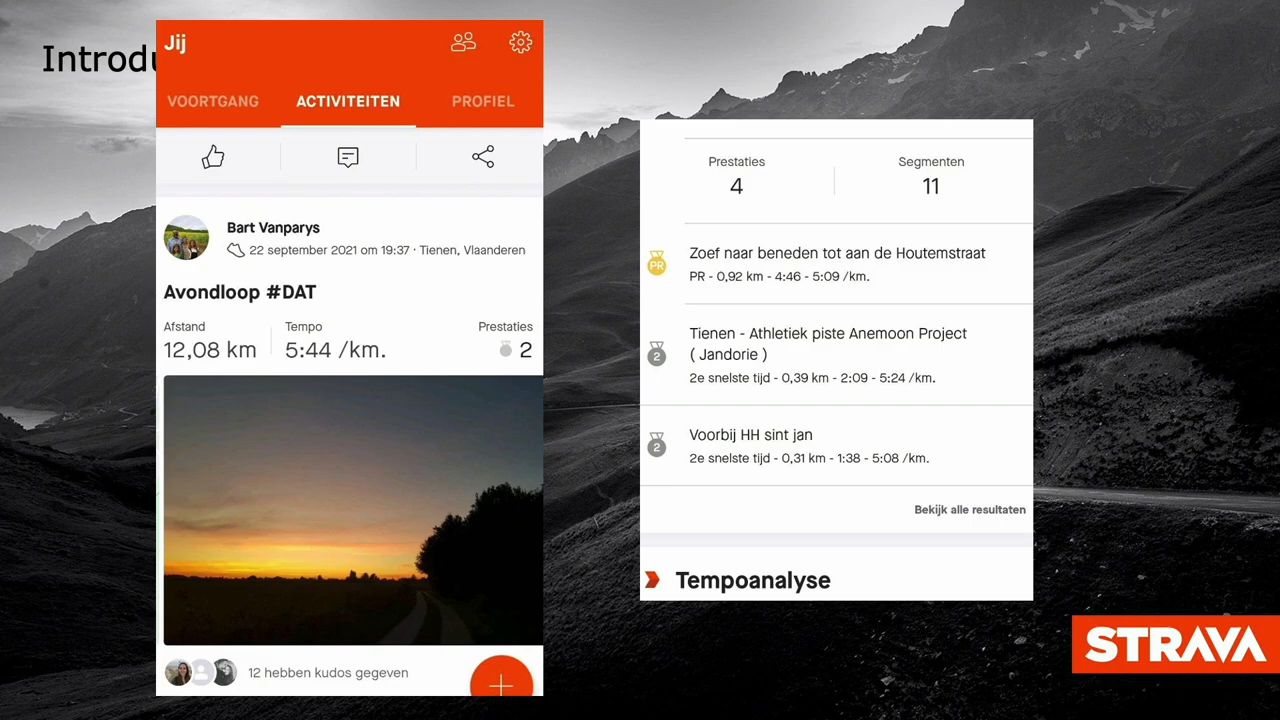 Introdu
Jij
VOORTGANG ACTIVITEITEN PROFIEL
Bart Vanparys
22 september 2021 om 19:37 · Tienen, Vlaanderen
Avondloop #DAT
Afstand Tempo Prestaties
12,08 km 5:44 /km. 2
12 hebben kudos gegeven
Prestaties Segmenten
4 11
Zoef naar beneden tot aan de Houtemstraat
PR
PR - 0,92 km - 4:46 - 5:09 /km.
Tienen - Athletiek piste Anemoon Project
( Jandorie )
2
2e snelste tijd - 0,39 km - 2:09 - 5:24 /km.
Voorbij HH sint jan
2
2e snelste tijd - 0,31 km - 1:38 - 5:08 /km.
Bekijk alle resultaten
Tempoanalyse
STRAVA